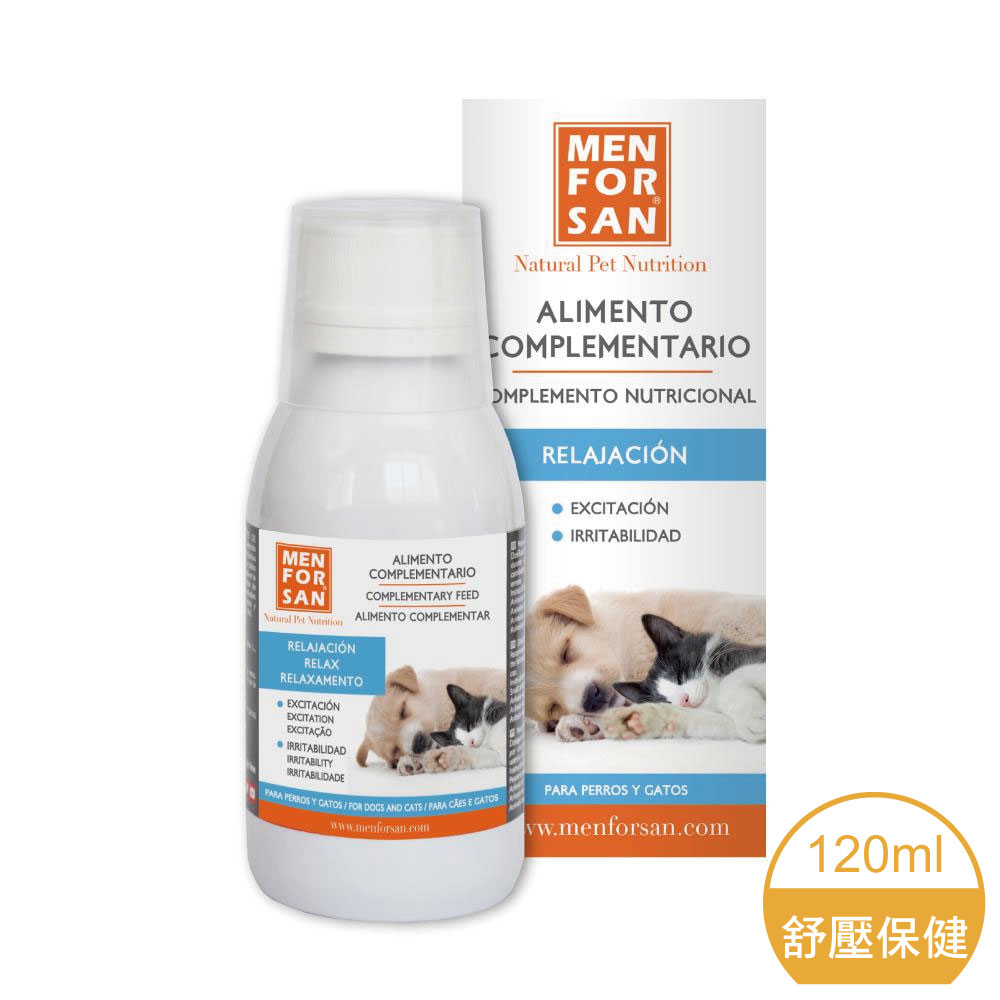 MEN
FOR
SAN®
Natural Pet Nutrition
ALIMENTO
COMPLEMENTARIO
OMPLEMENTO NUTRICIONAL
RELAJACIÓN
EXCITACIÓN
IRRITABILIDAD
PARA PERROS Y GATOS
ww.menforsan.com
MEN
FOR
SAN®
Natural Pet Nutrition
ALIMENTO
COMPLEMENTARIO
COMPLEMENTARY FEED
ALIMENTO COMPLEMENTAR
RELAJACIÓN
RELAX
RELAXAMENTO
EXCITACIÓN
EXCITATION
EXCITAÇÃO
IRRITABILIDAD
IRRITABILITY
IRRITABILIDADE
PARA PERROS Y GATOS / FOR DOGS AND CATS / PARA CÃES E GATOS
www.menforsan.com
120ml
舒壓保健